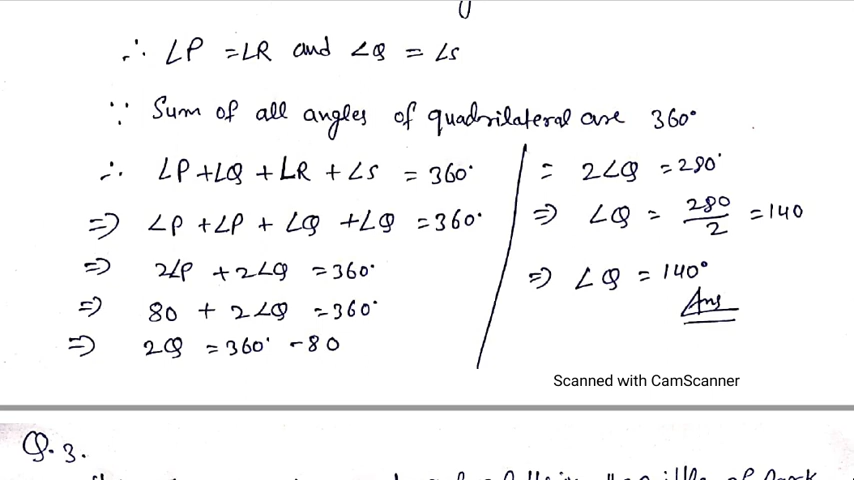 ∴ ∠P = ∠R and ∠Q = ∠S
∵ Sum of all angles of quadrilateral are 360°
∴ ∠P + ∠Q + ∠R + ∠S = 360°
⇒ ∠P + ∠P + ∠Q + ∠Q = 360°
⇒ 2∠P + 2∠Q = 360°
⇒ 80 + 2∠Q = 360°
⇒ 2Q = 360° - 80
= 2∠Q = 280°
⇒ ∠Q = 280/2 = 140
⇒ ∠Q = 140°
Ans
Scanned with CamScanner
Q.3.